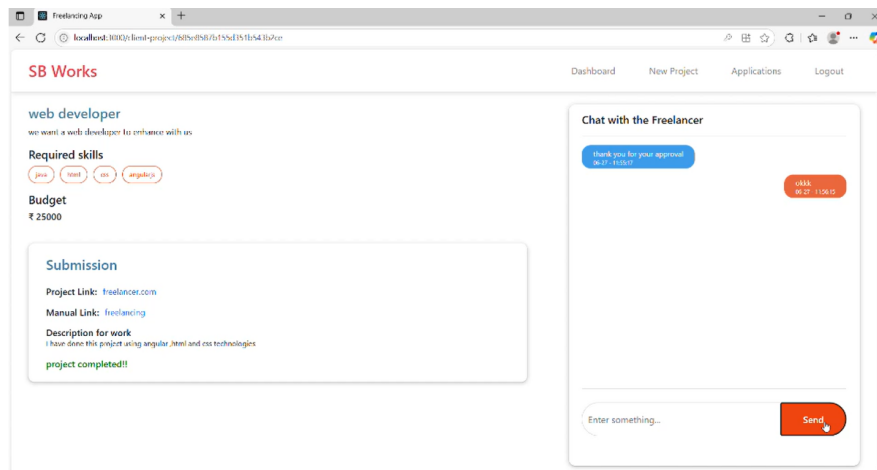 Freelancing App
localhost:3000/client-project/685e8587b155d351b543b2ce
SB Works
Dashboard
New Project
Applications
Logout
web developer
we want a web developer to enhance with us
Required skills
java
html
css
angularjs
Budget
₹ 25000
Submission
Project Link: freelancer.com
Manual Link: freelancing
Description for work
I have done this project using angular ,html and css technologies
project completed!!
Chat with the Freelancer
thank you for your approval
okkk
Enter something...
Send